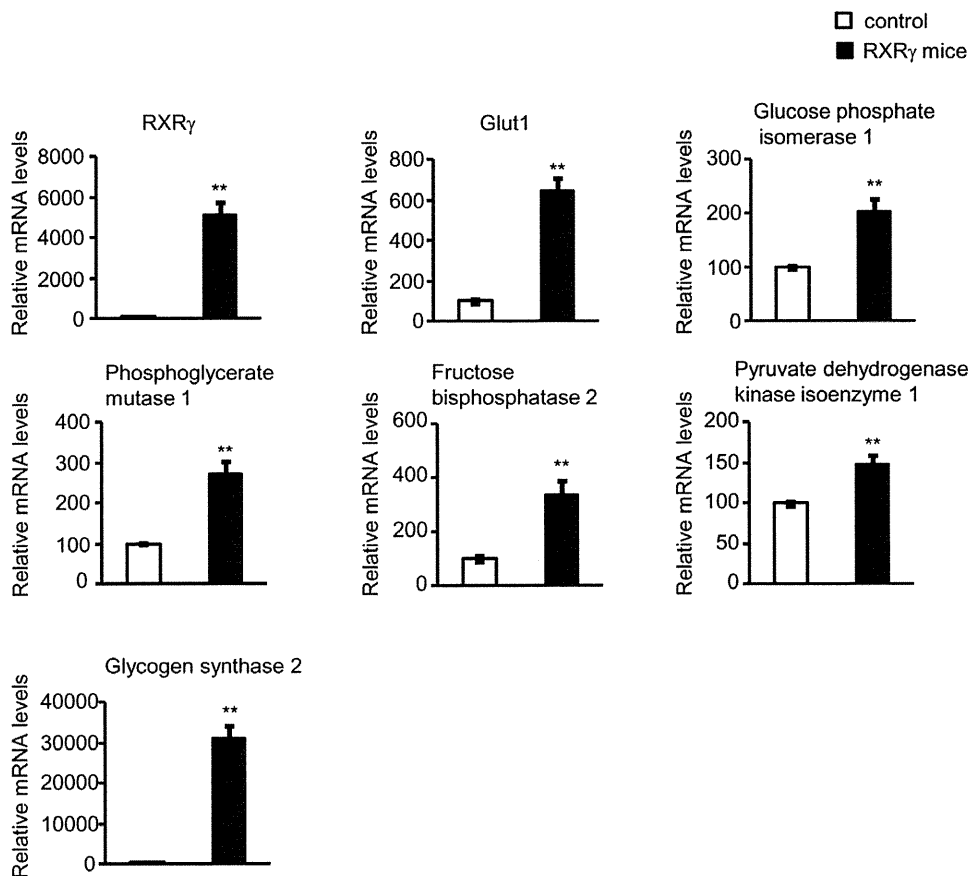 control
RXRγ mice
RXRγ
Relative mRNA levels
8000
6000
4000
2000
0
**
Glut1
Relative mRNA levels
800
600
400
200
0
**
Glucose phosphate
isomerase 1
Relative mRNA levels
300
200
100
0
**
Phosphoglycerate
mutase 1
Relative mRNA levels
400
300
200
100
0
**
Fructose
bisphosphatase 2
Relative mRNA levels
600
400
200
0
**
Pyruvate dehydrogenase
kinase isoenzyme 1
Relative mRNA levels
200
150
100
50
0
**
Glycogen synthase 2
Relative mRNA levels
40000
30000
20000
10000
0
**